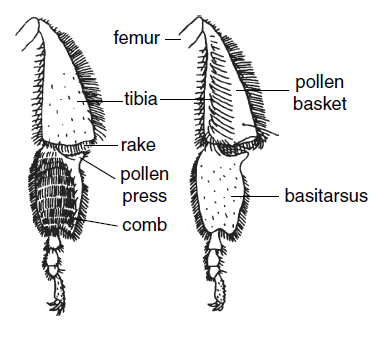 femur
tibia
pollen
basket
rake
pollen
press
basitarsus
comb